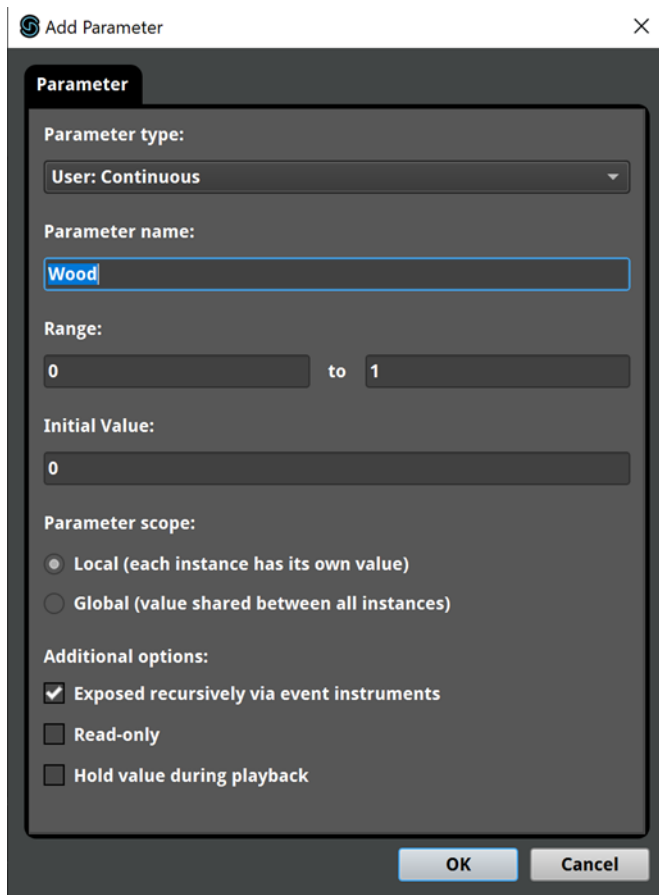 Add Parameter
Parameter
Parameter type:
User: Continuous
Parameter name:
Wood
Range:
0 to 1
Initial Value:
0
Parameter scope:
Local (each instance has its own value)
Global (value shared between all instances)
Additional options:
Exposed recursively via event instruments
Read-only
Hold value during playback
OK Cancel